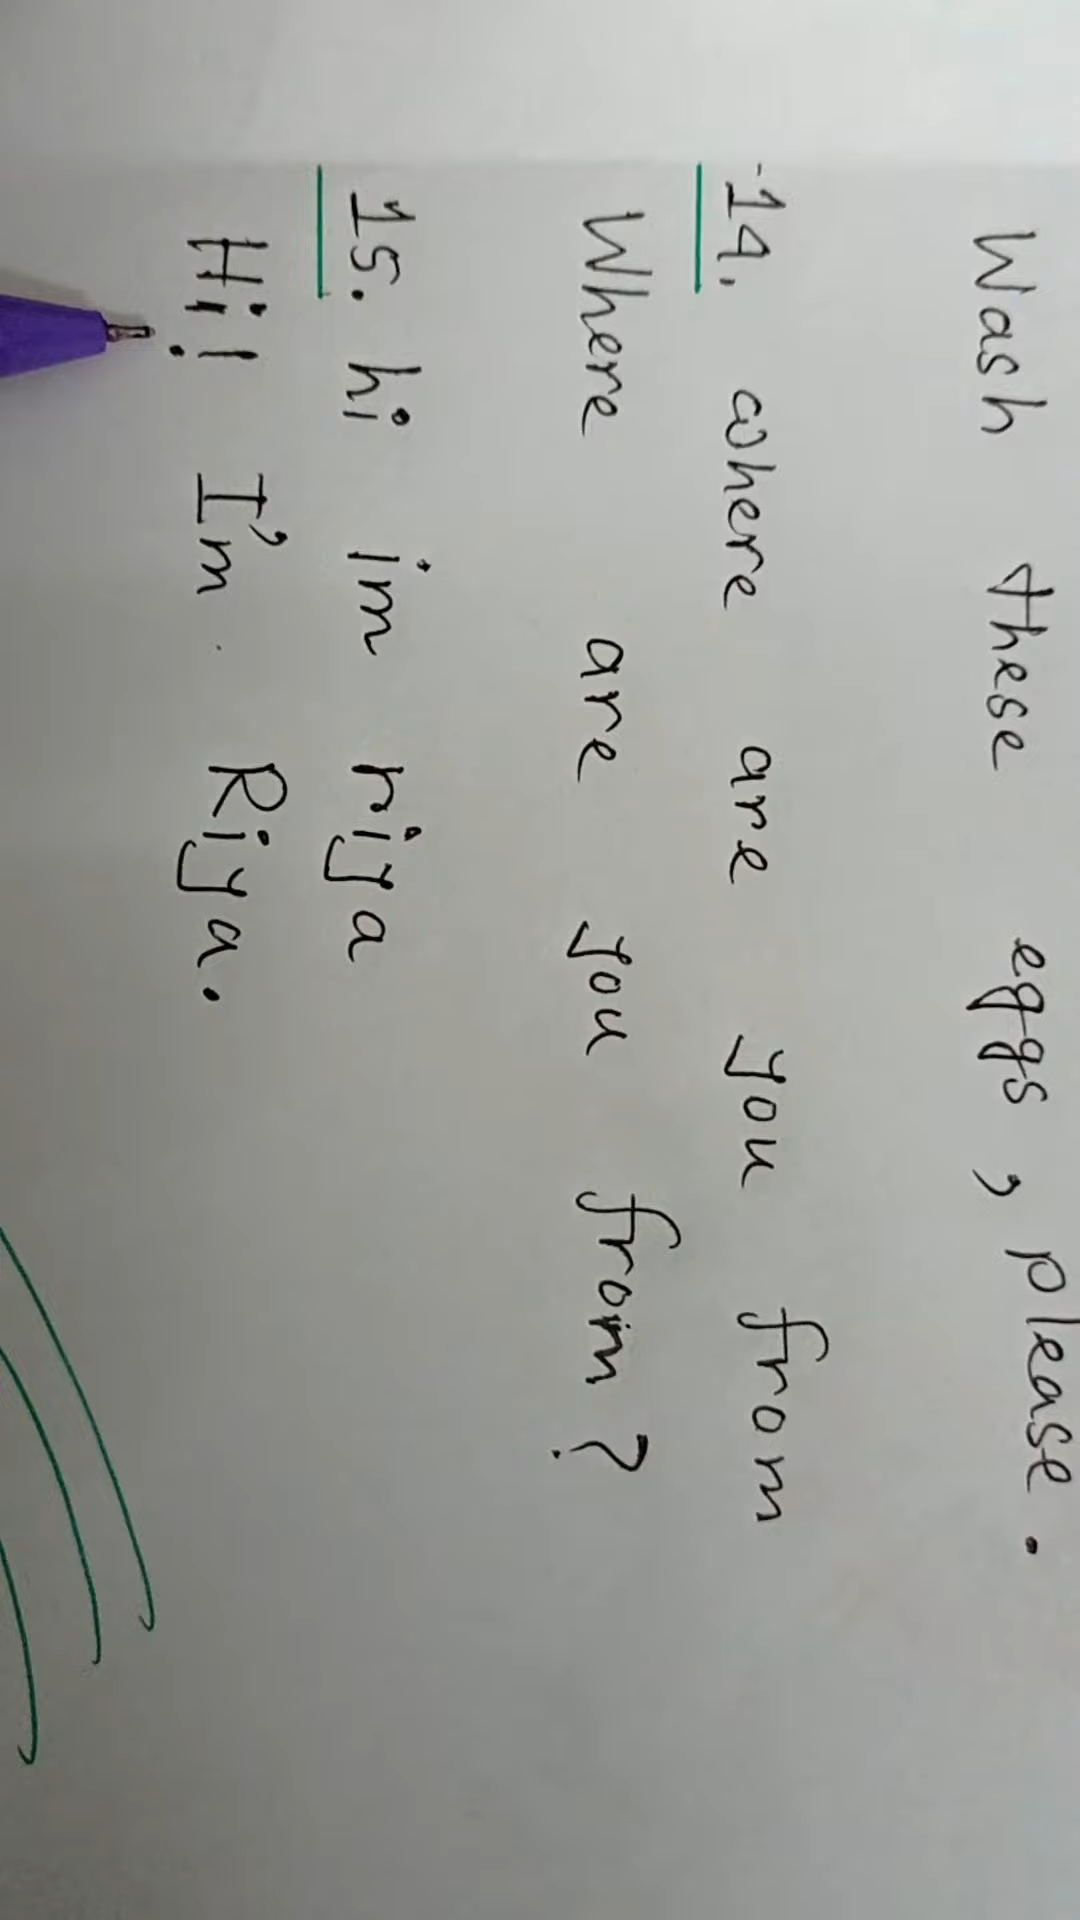 Wash these eggs, please.
14. where are you from
Where are you from?
15. hi im rija
Hi! I'm Rija.